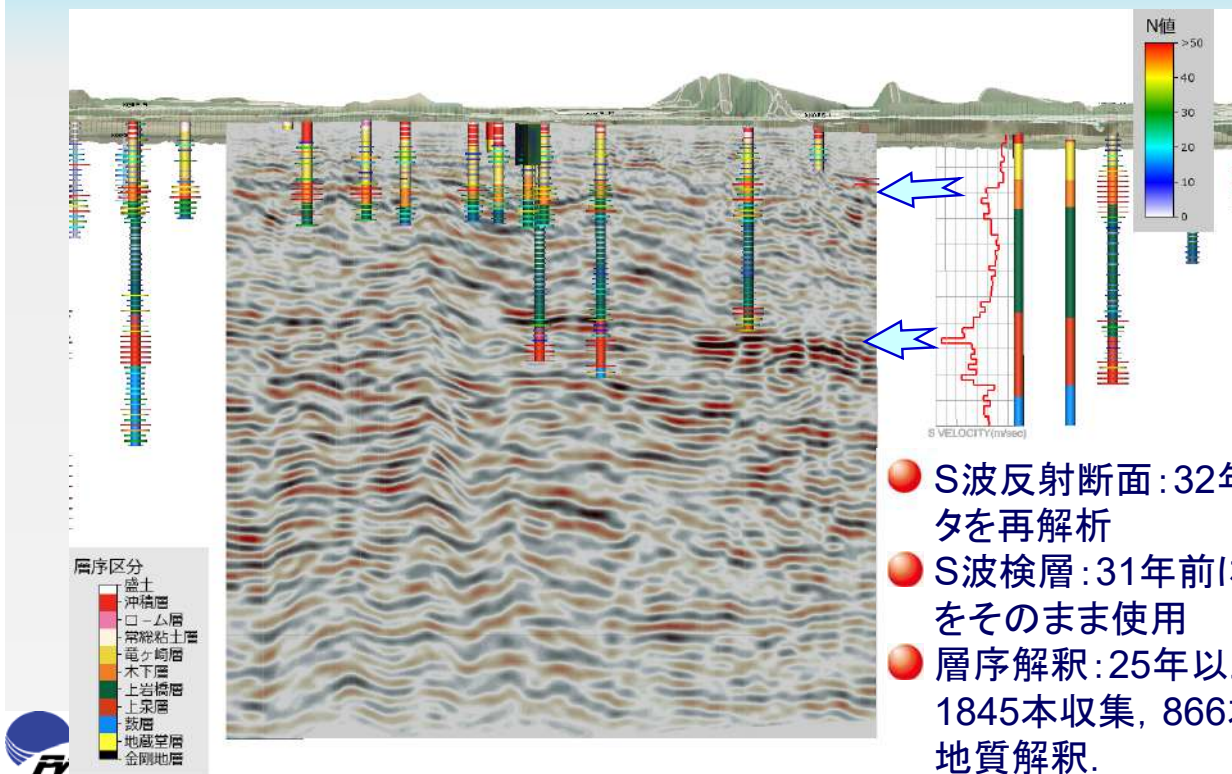 N値
>50
40
30
20
10
0
S VELOCITY(m/sec)
S波反射断面：32年
タを再解析
S波検層：31年前に
をそのまま使用
層序解釈：25年以
1845本収集，866本
地質解釈．
層序区分
盛土
沖積層
ローム層
常総粘土層
竜ヶ崎層
木下層
上岩橋層
上泉層
藪層
地蔵堂層
金剛地層